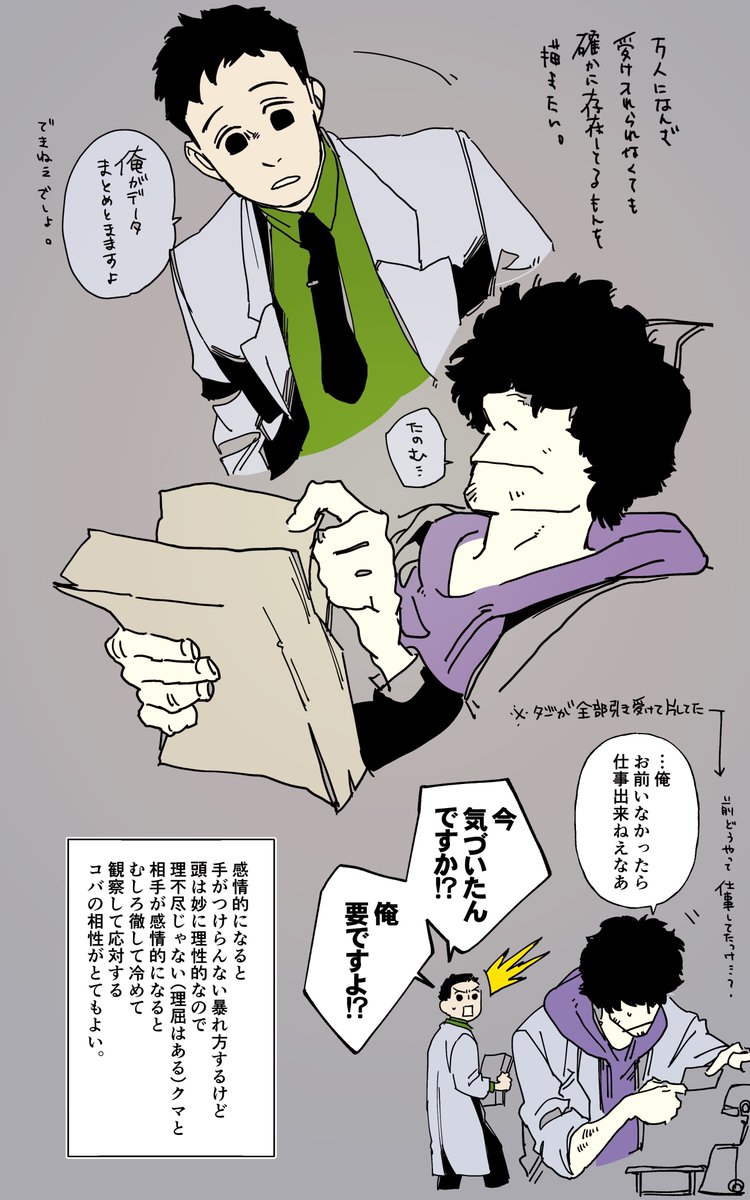 万人になんざ
受け入れられなくても
確かに存在してるもんを
描きたい。
俺がデータ
まとめときますよ
できねえでしょ。
たのむ…
※タジが全部引き受けて片してた
前どうやって仕事してたっけ…?
…俺
お前いなかったら
仕事出来ねえなあ
今
気づいたん
ですか!?
俺
要ですよ!?
感情的になると
手がつけらんない暴れ方するけど
頭は妙に理性的なので
理不尽じゃない(理屈はある)クマと
相手が感情的になると
むしろ徹して冷めて
観察して応対する
コバの相性がとてもよい。